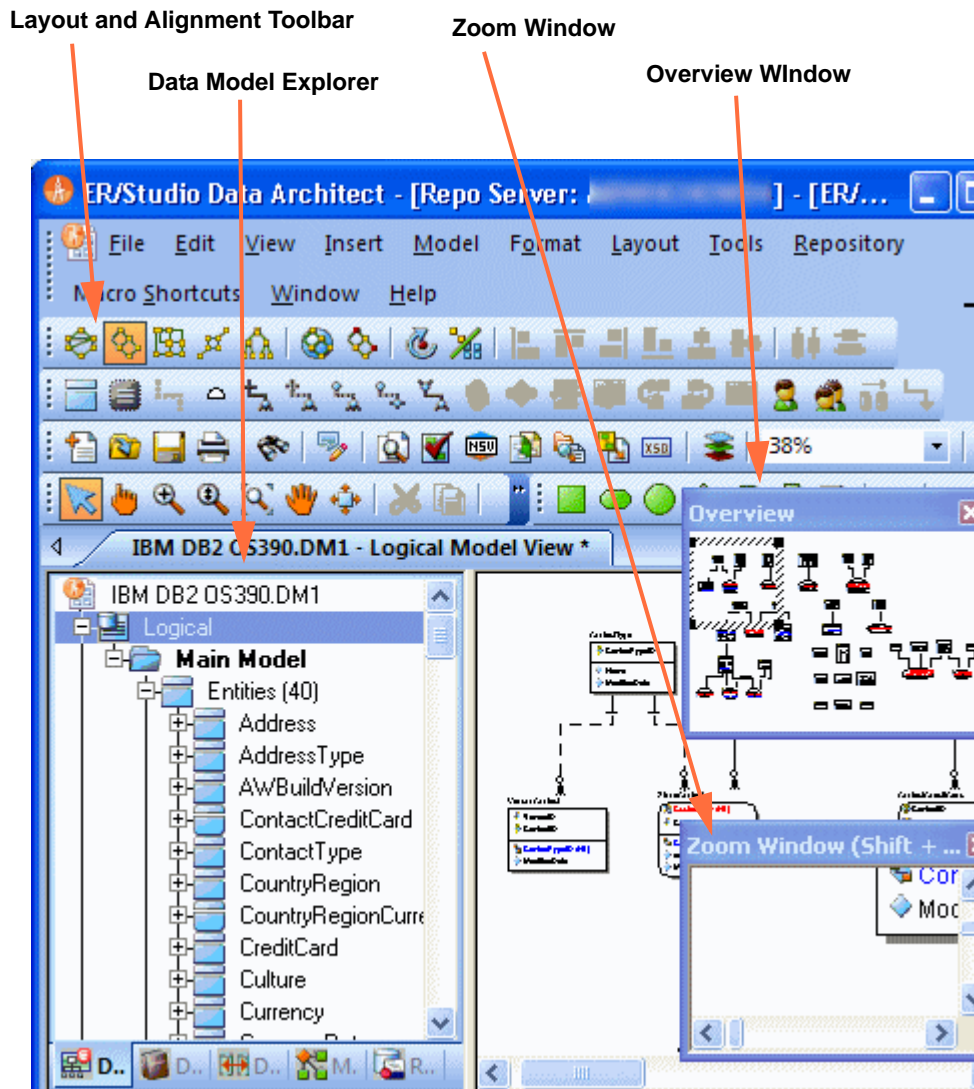 Layout and Alignment Toolbar
Zoom Window
Data Model Explorer
Overview WIndow
ER/Studio Data Architect - [Repo Server: ] - [ER/...
File Edit View Insert Model Format Layout Tools Repository
Macro Shortcuts Window Help
NSU
XSD
38%
Overview
IBM DB2 OS390.DM1 - Logical Model View *
IBM DB2 OS390.DM1
Logical
Main Model
Entities (40)
Address
AddressType
AWBuildVersion
ContactCreditCard
ContactType
CountryRegion
CountryRegionCurre
CreditCard
Culture
Currency
Zoom Window (Shift + ...
Cor
Moc
D.. D.. D.. M. R..